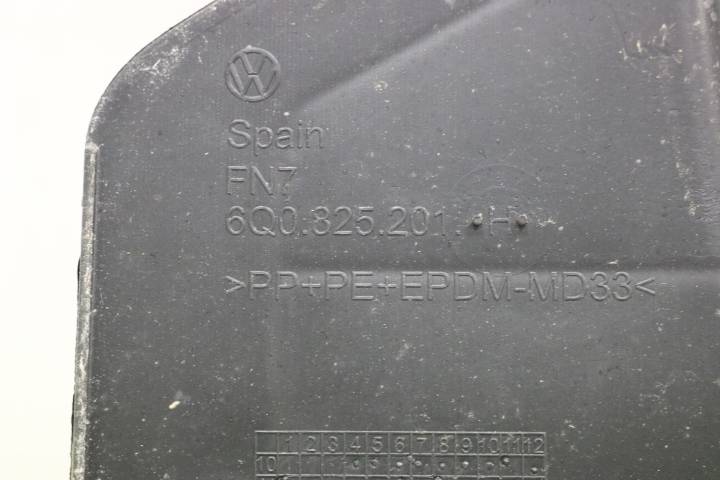 Spain
FN7
6Q0.825.201. H
>PP+PE+EPDM-MD33<
1 2 3 4 5 6 7 8 9 10 11 12
10